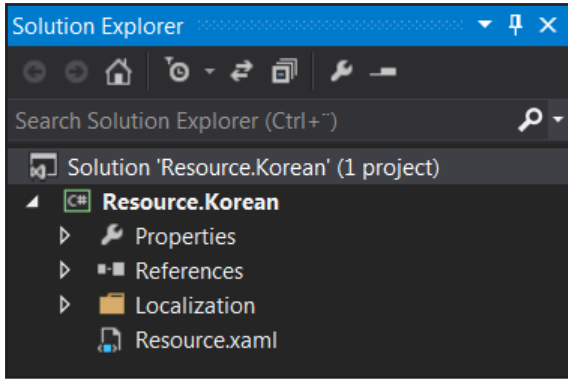 Solution Explorer
Search Solution Explorer (Ctrl+¨)
Solution 'Resource.Korean' (1 project)
C# Resource.Korean
Properties
References
Localization
Resource.xaml